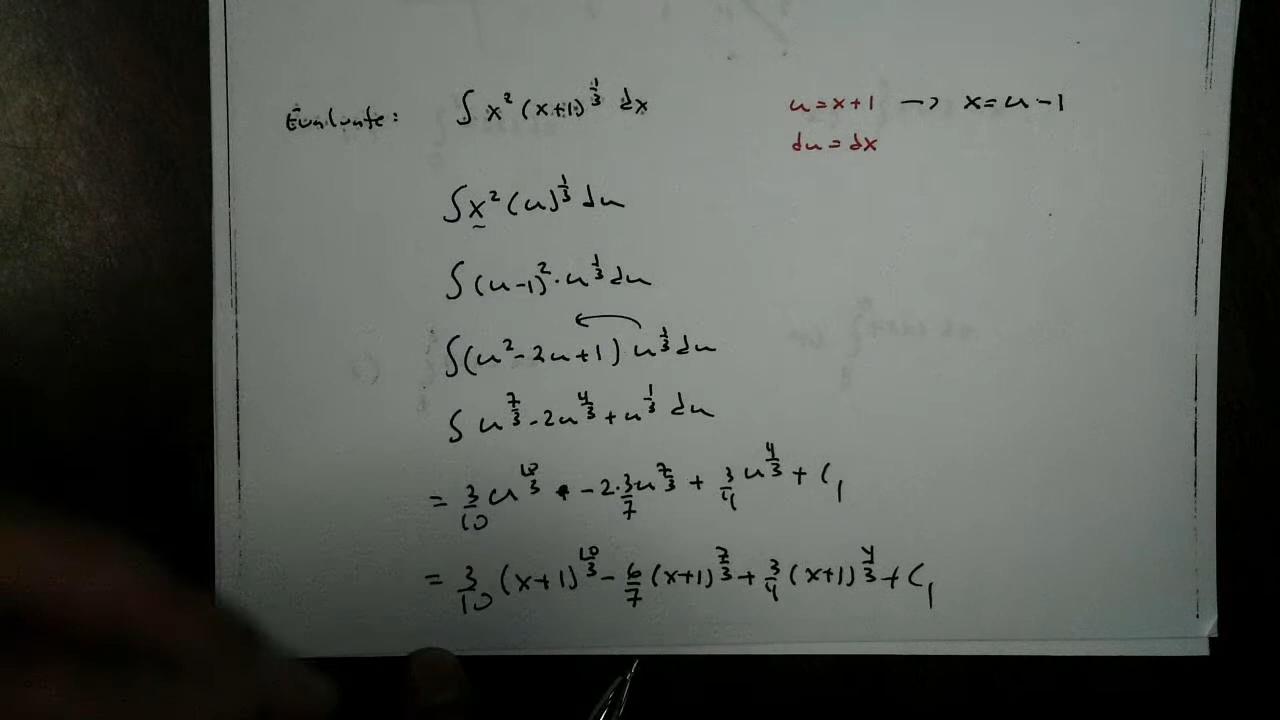 Evaluate: ∫ x² (x+1)^{1/3} dx u = x+1 → x = u-1
du = dx
∫ x² (u)^{1/3} du
∫ (u-1)² · u^{1/3} du
∫ (u² - 2u + 1) u^{1/3} du
∫ u^{7/3} - 2u^{4/3} + u^{1/3} du
= 3/10 u^{10/3} - 2·3/7 u^{7/3} + 3/4 u^{4/3} + C₁
= 3/10 (x+1)^{10/3} - 6/7 (x+1)^{7/3} + 3/4 (x+1)^{4/3} + C₁